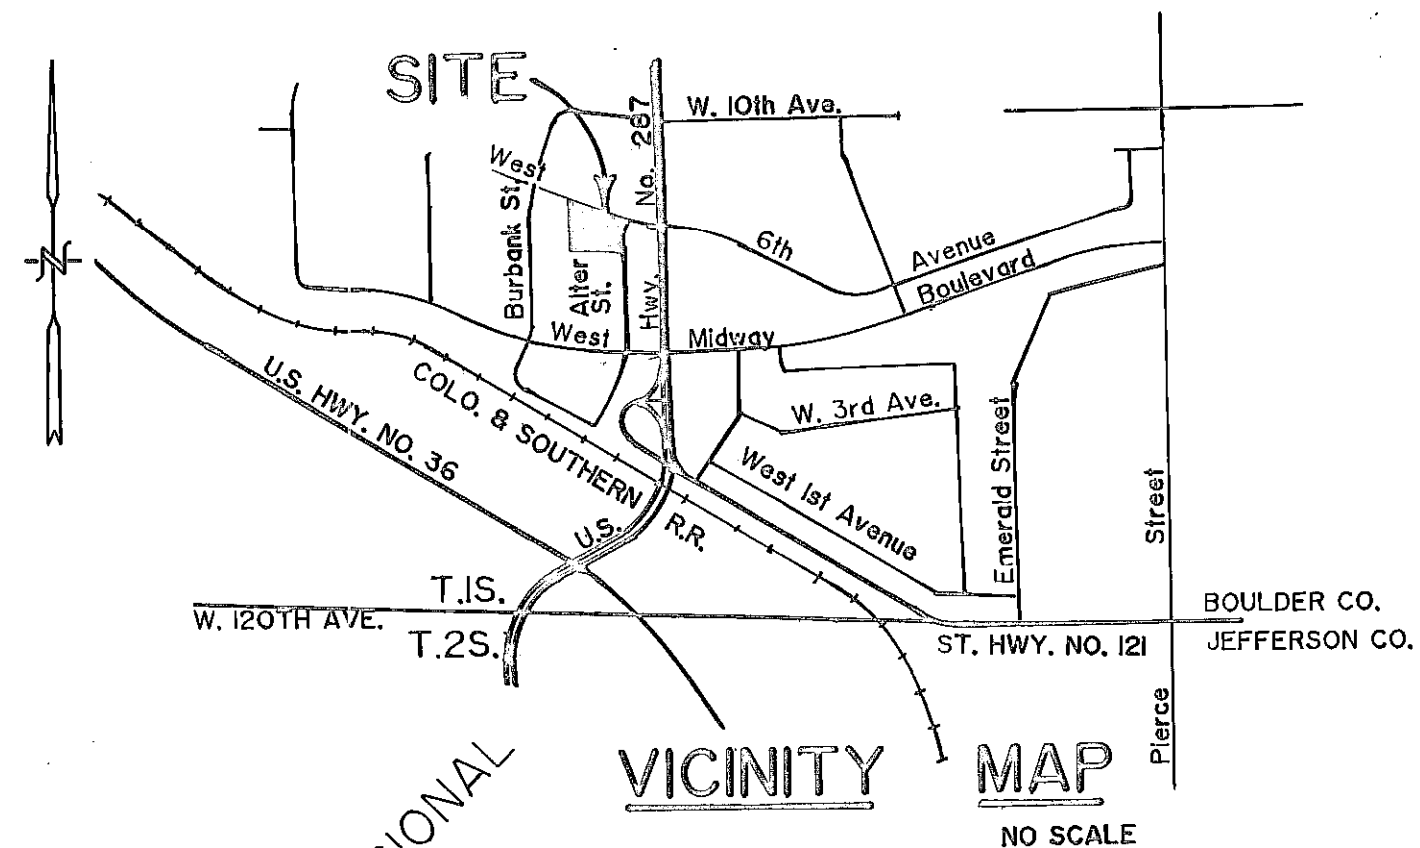 SITE
W. 10th Ave.
Hwy. No. 287
West 6th Avenue
Burbank St.
Alter
St.
West Midway Boulevard
N
U.S. HWY. NO. 36
COLO. & SOUTHERN R.R.
W. 3rd Ave.
West 1st Avenue
Emerald Street
Pierce Street
U.S.
T.1S.
W. 120TH AVE.
T.2S.
BOULDER CO.
ST. HWY. NO. 121
JEFFERSON CO.
VICINITY MAP
NO SCALE